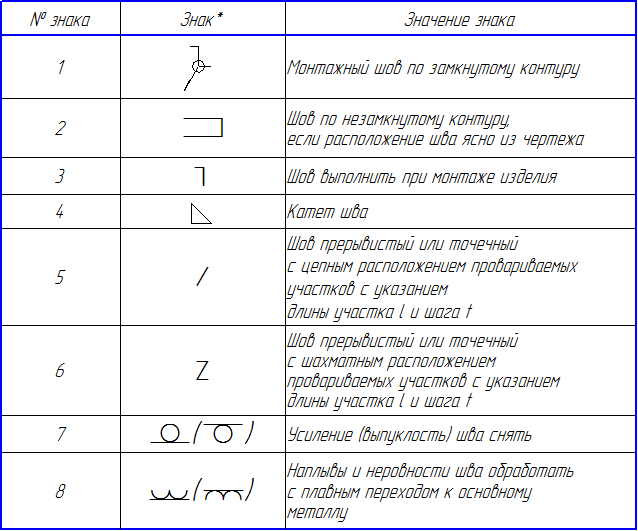 № знака Знак* Значение знака
1 Монтажный шов по замкнутому контуру
2 Шов по незамкнутому контуру,
если расположение шва ясно из чертежа
3 Шов выполнить при монтаже изделия
4 Катет шва
5 Шов прерывистый или точечный
с цепным расположением провариваемых
участков с указанием
длины участка l и шага t
6 Z Шов прерывистый или точечный
с шахматным расположением
провариваемых участков с указанием
длины участка l и шага t
7 Усиление (выпуклость) шва снять
8 Наплывы и неровности шва обработать
с плавным переходом к основному
металлу